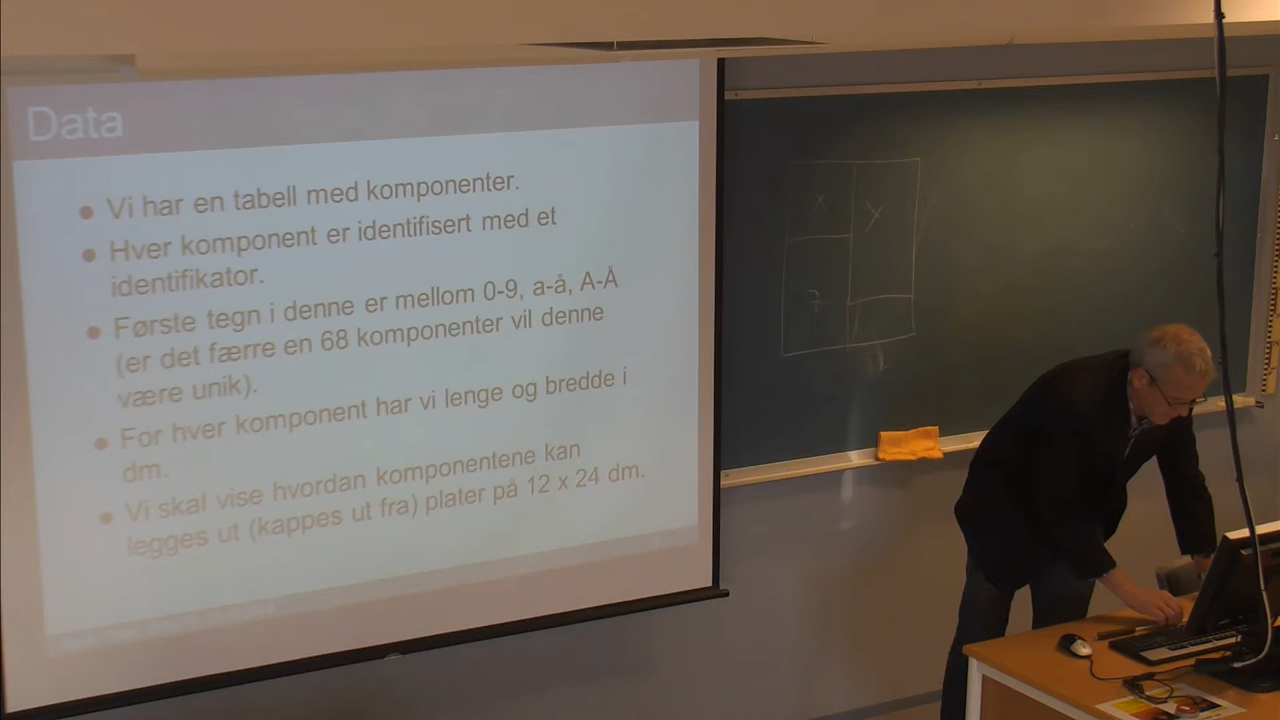 Data
Vi har en tabell med komponenter.
Hver komponent er identifisert med et
identifikator.
Første tegn i denne er mellom 0-9, a-å, A-Å
(er det færre en 68 komponenter vil denne
være unik).
For hver komponent har vi lenge og bredde i
dm.
Vi skal vise hvordan komponentene kan
legges ut (kappes ut fra) plater på 12 x 24 dm.
X
Y